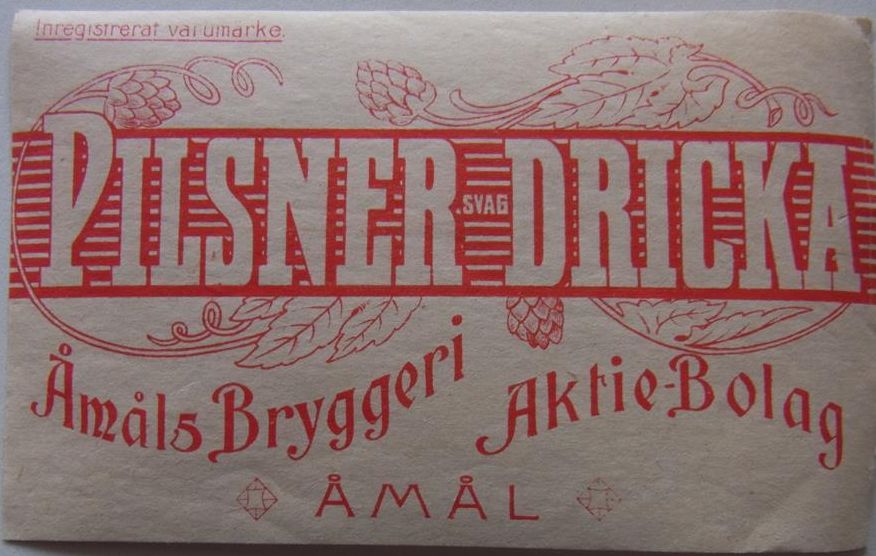 Inregistrerat varumärke.
PILSNER SVAG DRICKA
Åmåls Bryggeri Aktie-Bolag
ÅMÅL